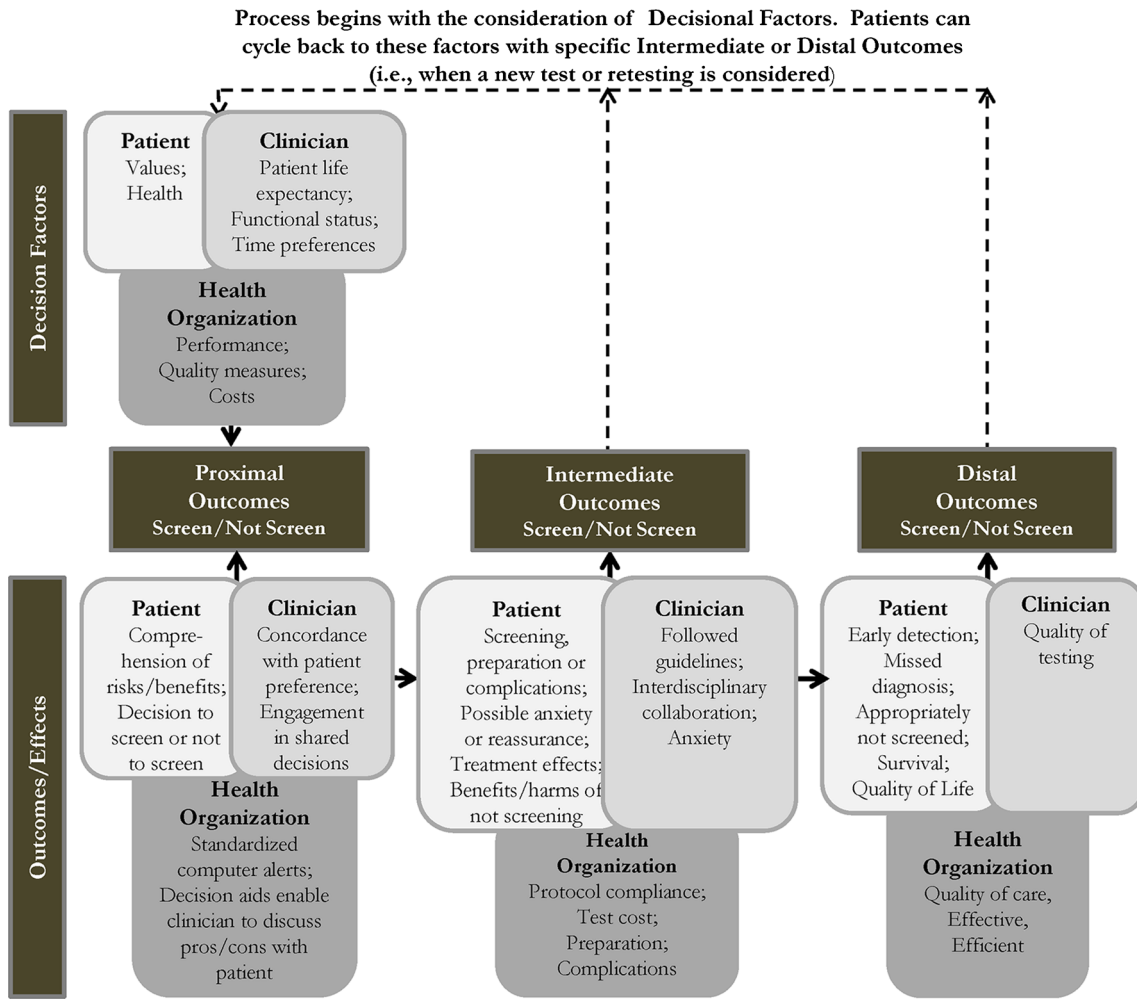 Process begins with the consideration of Decisional Factors. Patients can
cycle back to these factors with specific Intermediate or Distal Outcomes
(i.e., when a new test or retesting is considered)
Decision Factors
Patient
Values;
Health
Clinician
Patient life
expectancy;
Functional status;
Time preferences
Health
Organization
Performance;
Quality measures;
Costs
Proximal
Outcomes
Screen/Not Screen
Intermediate
Outcomes
Screen/Not Screen
Distal
Outcomes
Screen/Not Screen
Outcomes/Effects
Patient
Compre-
hension of
risks/benefits;
Decision to
screen or not
to screen
Clinician
Concordance
with patient
preference;
Engagement
in shared
decisions
Health
Organization
Standardized
computer alerts;
Decision aids enable
clinician to discuss
pros/cons with
patient
Patient
Screening,
preparation or
complications;
Possible anxiety
or reassurance;
Treatment effects;
Benefits/harms of
not screening
Clinician
Followed
guidelines;
Interdisciplinary
collaboration;
Anxiety
Health
Organization
Protocol compliance;
Test cost;
Preparation;
Complications
Patient
Early detection;
Missed
diagnosis;
Appropriately
not screened;
Survival;
Quality of Life
Clinician
Quality of
testing
Health
Organization
Quality of care,
Effective,
Efficient